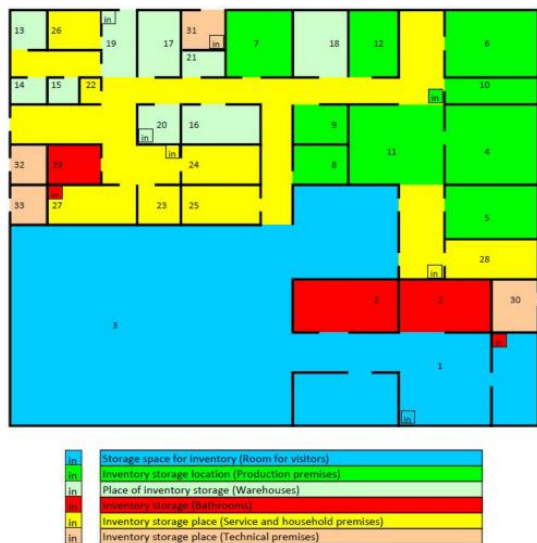 in
13
26
19
17
31
in
7
18
12
6
21
14
15
22
in
10
20
16
in
9
11
4
in
24
8
32
29
33
in
27
23
25
5
28
in
3
2
2
30
in
1
in
in Storage space for inventory (Room for visitors)
in Inventory storage location (Production premises)
in Place of inventory storage (Warehouses)
in Inventory storage (Bathrooms)
in Inventory storage place (Service and household premises)
in Inventory storage place (Technical premises)